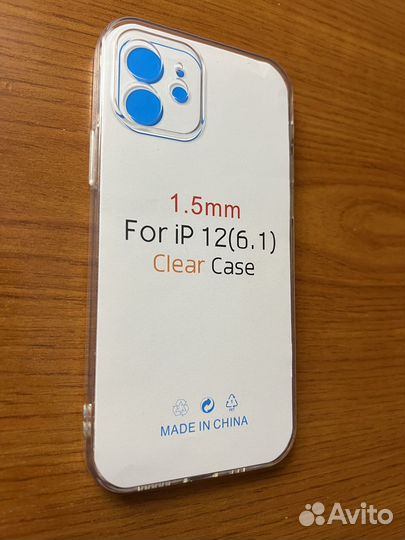 1.5mm
For iP 12(6.1)
Clear Case
MADE IN CHINA
Avito